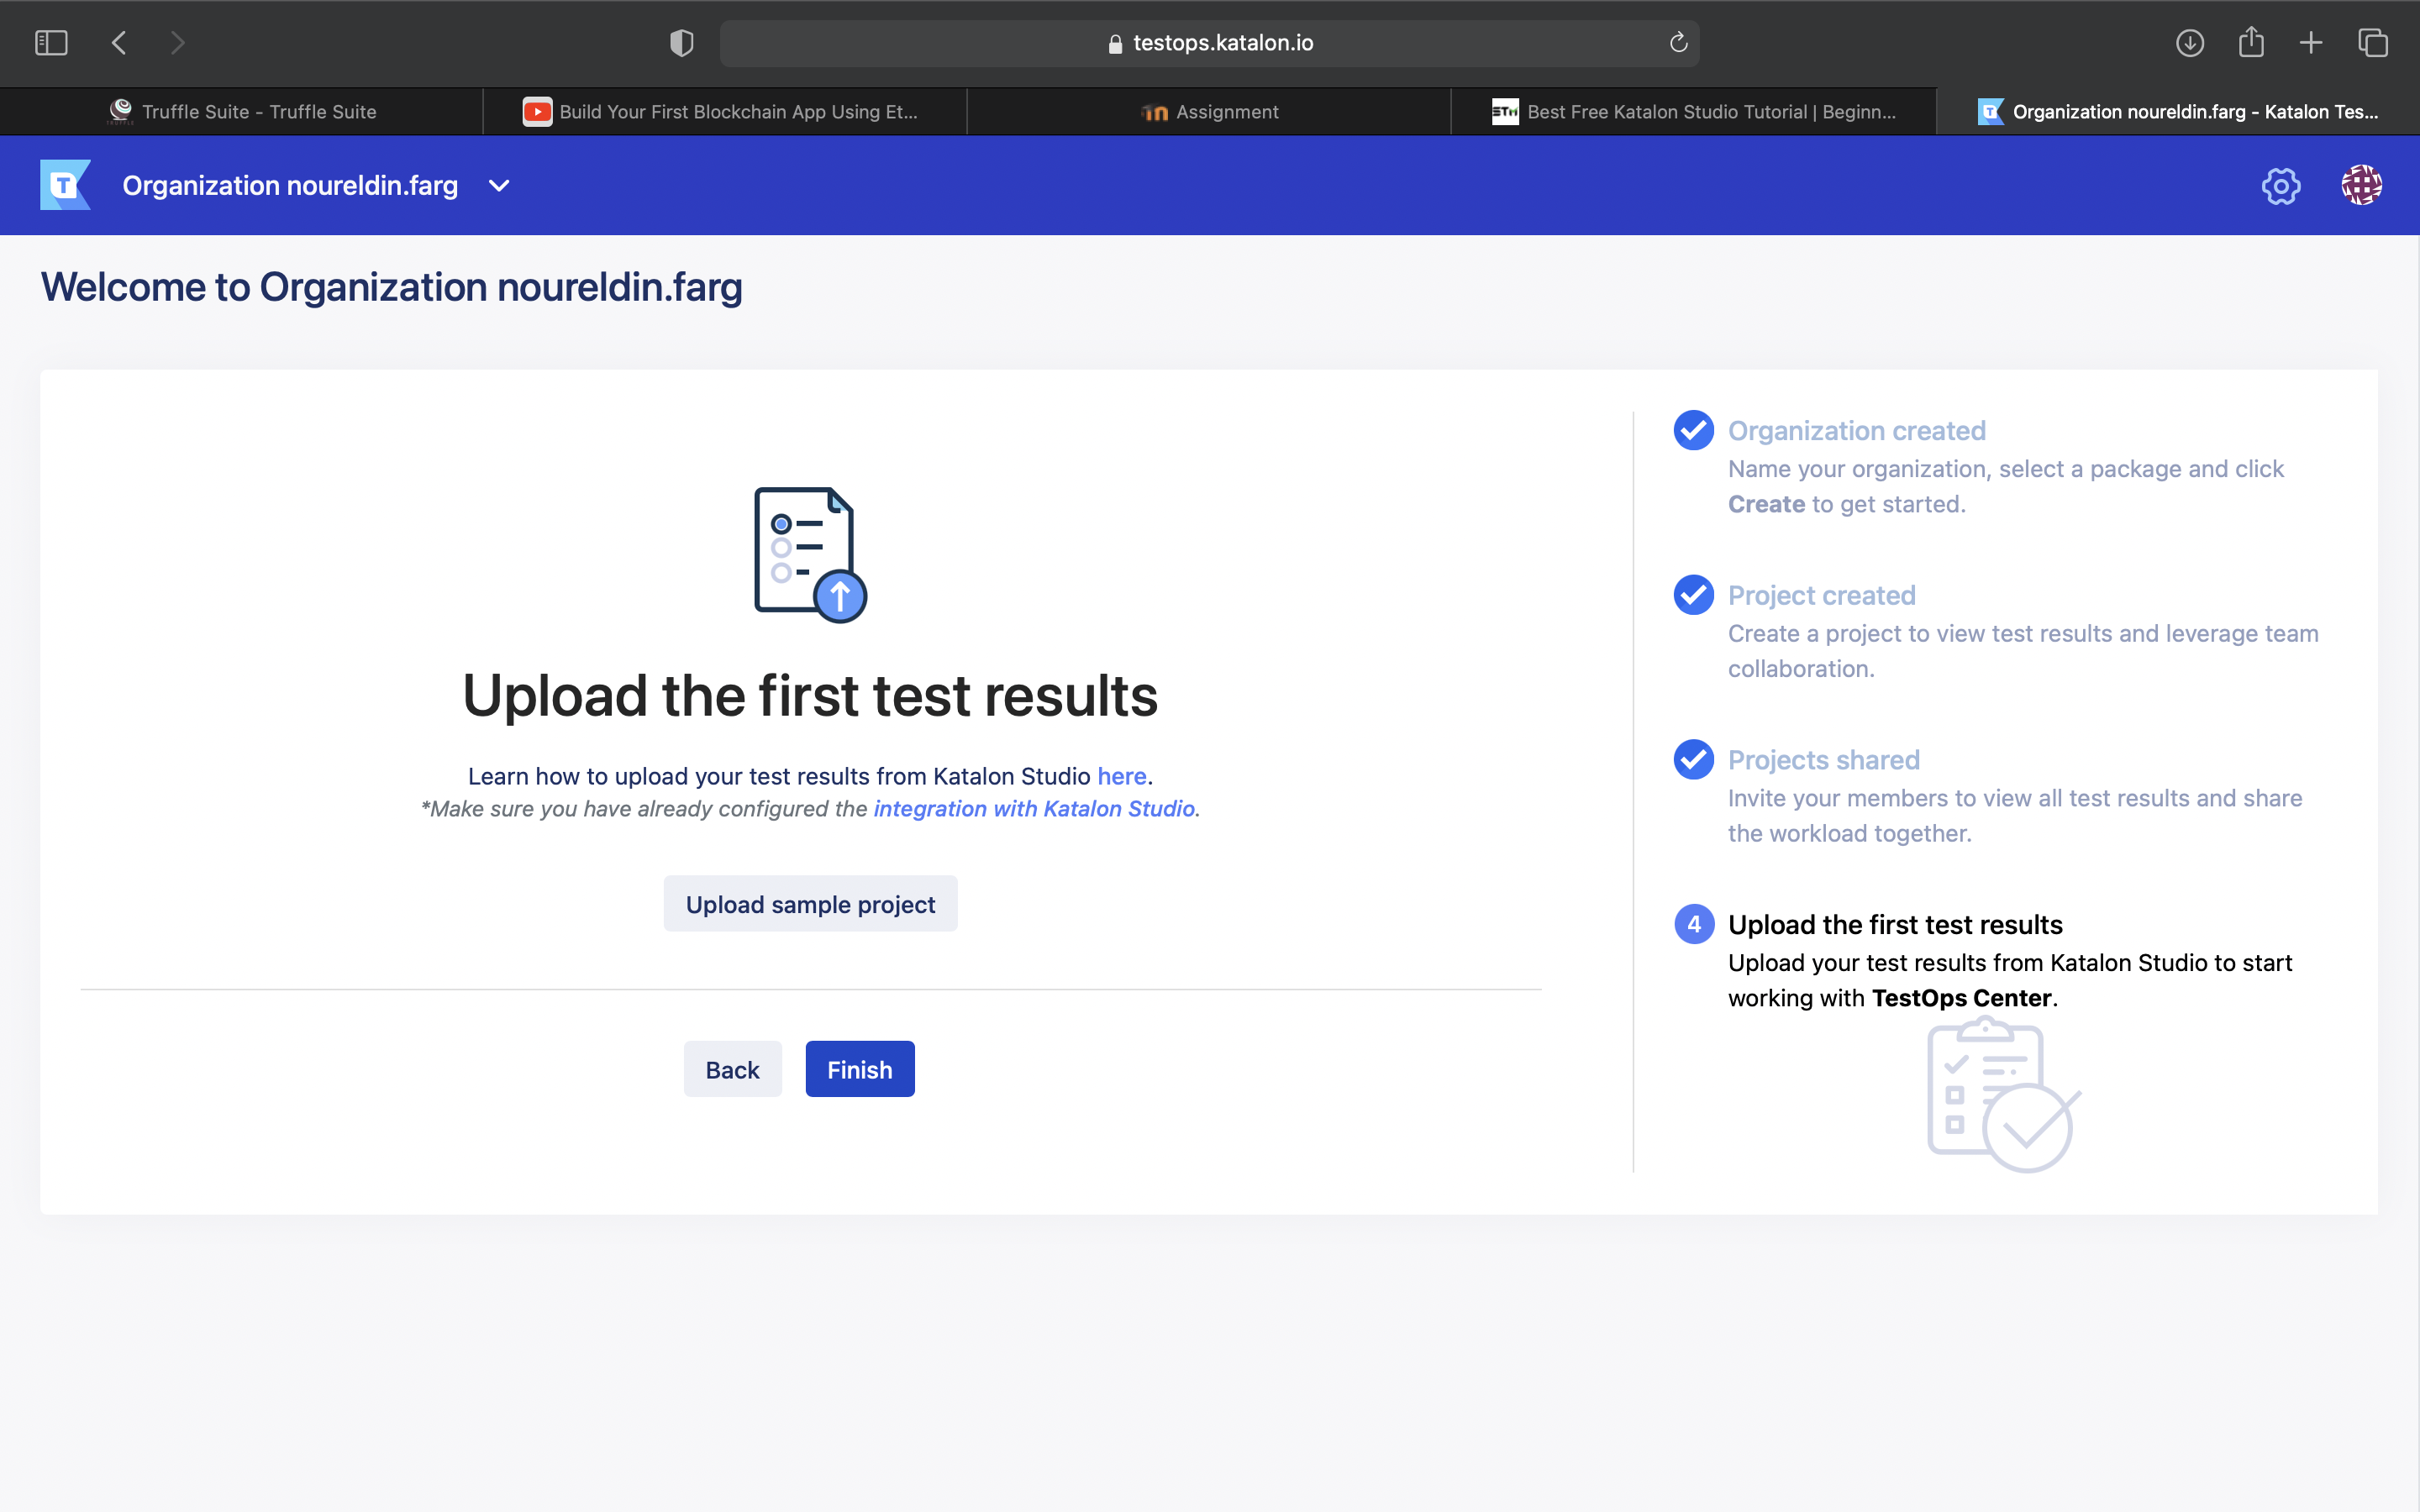 testops.katalon.io
Truffle Suite - Truffle Suite
Build Your First Blockchain App Using Et...
Assignment
Best Free Katalon Studio Tutorial | Beginn...
Organization noureldin.farg - Katalon Tes...
Organization noureldin.farg
Welcome to Organization noureldin.farg
Upload the first test results
Learn how to upload your test results from Katalon Studio here.
*Make sure you have already configured the integration with Katalon Studio.
Upload sample project
Back
Finish
Organization created
Name your organization, select a package and click
Create to get started.
Project created
Create a project to view test results and leverage team
collaboration.
Projects shared
Invite your members to view all test results and share
the workload together.
4 Upload the first test results
Upload your test results from Katalon Studio to start
working with TestOps Center.